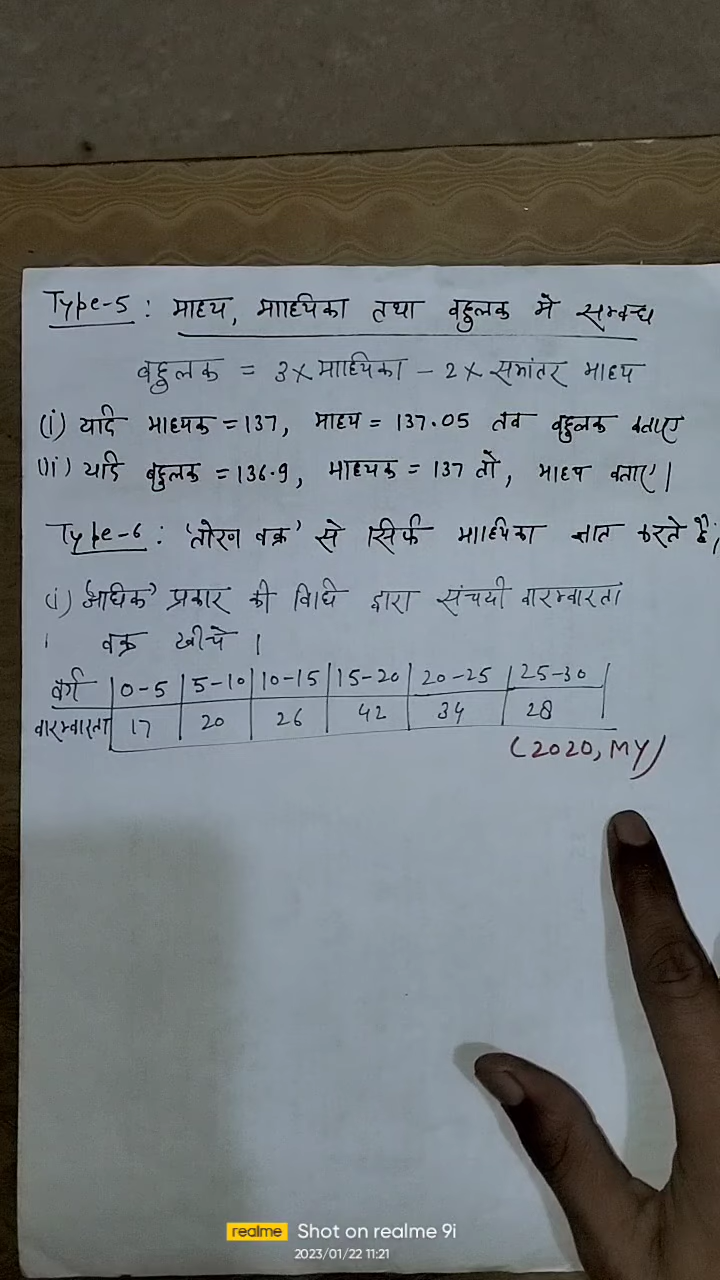 Type-5 : माध्य, माध्यिका तथा बहुलक मे सम्बन्ध
बहुलक = 3x माध्यिका - 2x समांतर माध्य
(i) यदि माध्यक = 137, माध्य = 137.05 तब बहुलक बताए
(ii) यदि बहुलक = 136.9, माध्यक = 137 तो, माध्य बताए।
Type-6 : 'तोरण वक्र' से सिर्फ माध्यिका ज्ञात करते है,
(i) 'अधिक' प्रकार की विधि द्वारा संचयी वारम्वारता
वक्र खीचे ।
वर्ग 0-5 5-10 10-15 15-20 20-25 25-30
वारम्वारता 17 20 26 42 34 28
(2020, MY)
realme Shot on realme 9i
2023/01/22 11:21